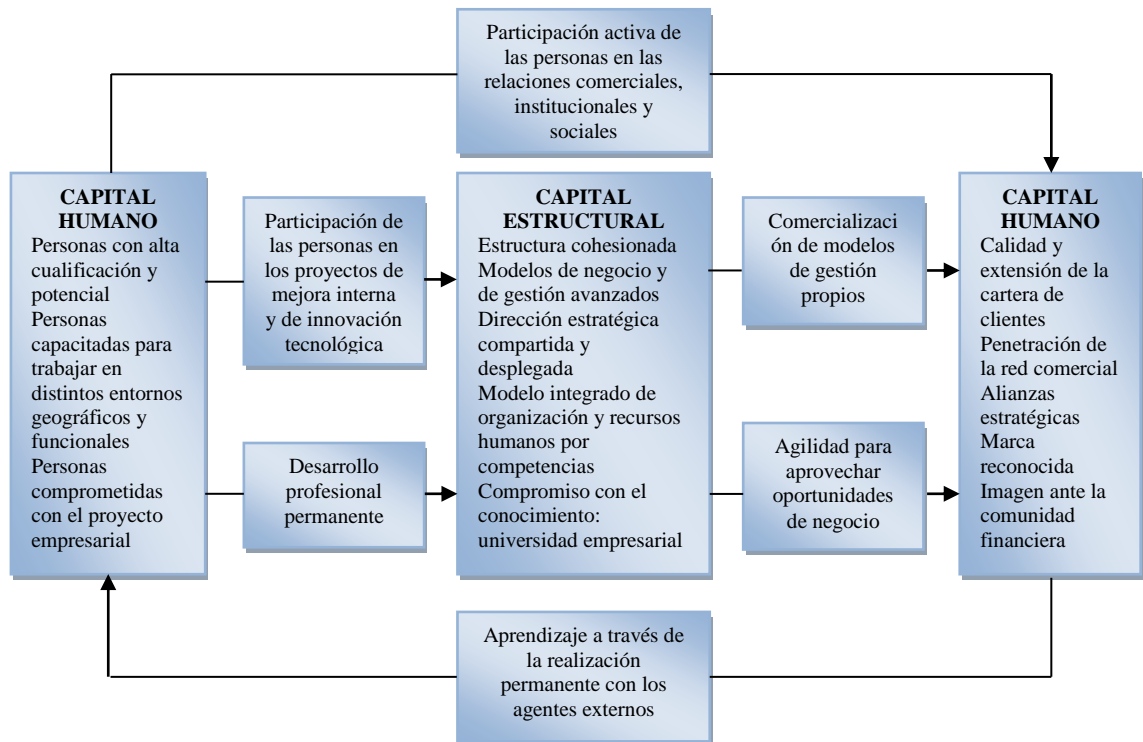 Participación activa de
las personas en las
relaciones comerciales,
institucionales y
sociales
CAPITAL
HUMANO
Personas con alta
cualificación y
potencial
Personas
capacitadas para
trabajar en
distintos entornos
geográficos y
funcionales
Personas
comprometidas
con el proyecto
empresarial
Participación de
las personas en
los proyectos de
mejora interna
y de innovación
tecnológica
Desarrollo
profesional
permanente
CAPITAL
ESTRUCTURAL
Estructura cohesionada
Modelos de negocio y
de gestión avanzados
Dirección estratégica
compartida y
desplegada
Modelo integrado de
organización y recursos
humanos por
competencias
Compromiso con el
conocimiento:
universidad empresarial
Comercializaci
ón de modelos
de gestión
propios
Agilidad para
aprovechar
oportunidades
de negocio
CAPITAL
HUMANO
Calidad y
extensión de la
cartera de
clientes
Penetración de
la red comercial
Alianzas
estratégicas
Marca
reconocida
Imagen ante la
comunidad
financiera
Aprendizaje a través de
la realización
permanente con los
agentes externos